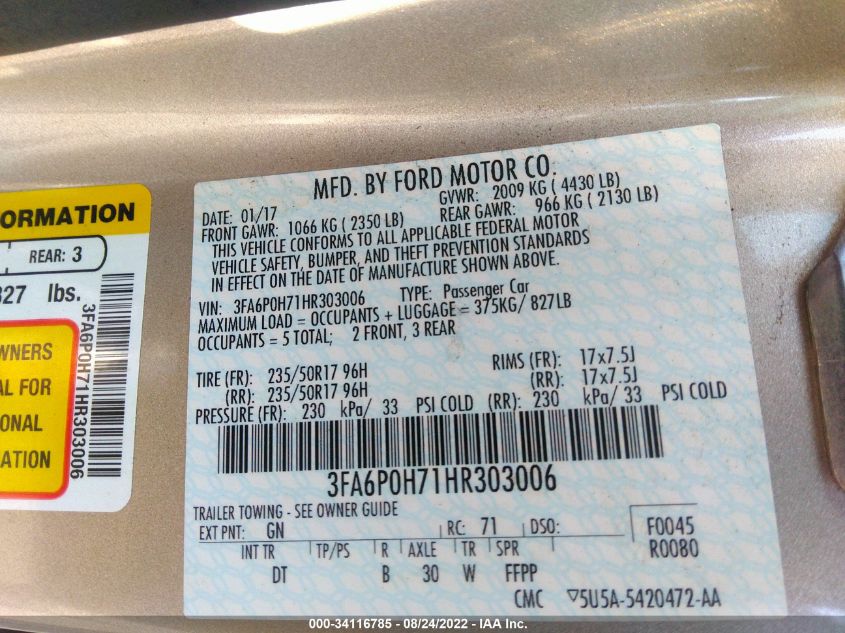 ORMATION
REAR: 3
827 lbs.
3FA6P0H71HR303006
WNERS
AL FOR
ONAL
ATION
MFD. BY FORD MOTOR CO.
DATE: 01/17 GVWR: 2009 KG ( 4430 LB)
FRONT GAWR: 1066 KG ( 2350 LB) REAR GAWR: 966 KG ( 2130 LB)
THIS VEHICLE CONFORMS TO ALL APPLICABLE FEDERAL MOTOR
VEHICLE SAFETY, BUMPER, AND THEFT PREVENTION STANDARDS
IN EFFECT ON THE DATE OF MANUFACTURE SHOWN ABOVE.
VIN: 3FA6P0H71HR303006 TYPE: Passenger Car
MAXIMUM LOAD = OCCUPANTS + LUGGAGE = 375KG/ 827LB
OCCUPANTS = 5 TOTAL; 2 FRONT, 3 REAR
TIRE (FR): 235/50R17 96H RIMS (FR): 17x7.5J
(RR): 235/50R17 96H (RR): 17x7.5J
PRESSURE (FR): 230 kPa/ 33 PSI COLD (RR): 230 kPa/ 33 PSI COLD
3FA6P0H71HR303006
TRAILER TOWING - SEE OWNER GUIDE
EXT PNT: GN RC: 71 DSO: F0045
R0080
INT TR TP/PS R AXLE TR SPR
DT B 30 W FFPP
CMC ▽5U5A-5420472-AA
000-34116785 - 08/24/2022 - IAA Inc.